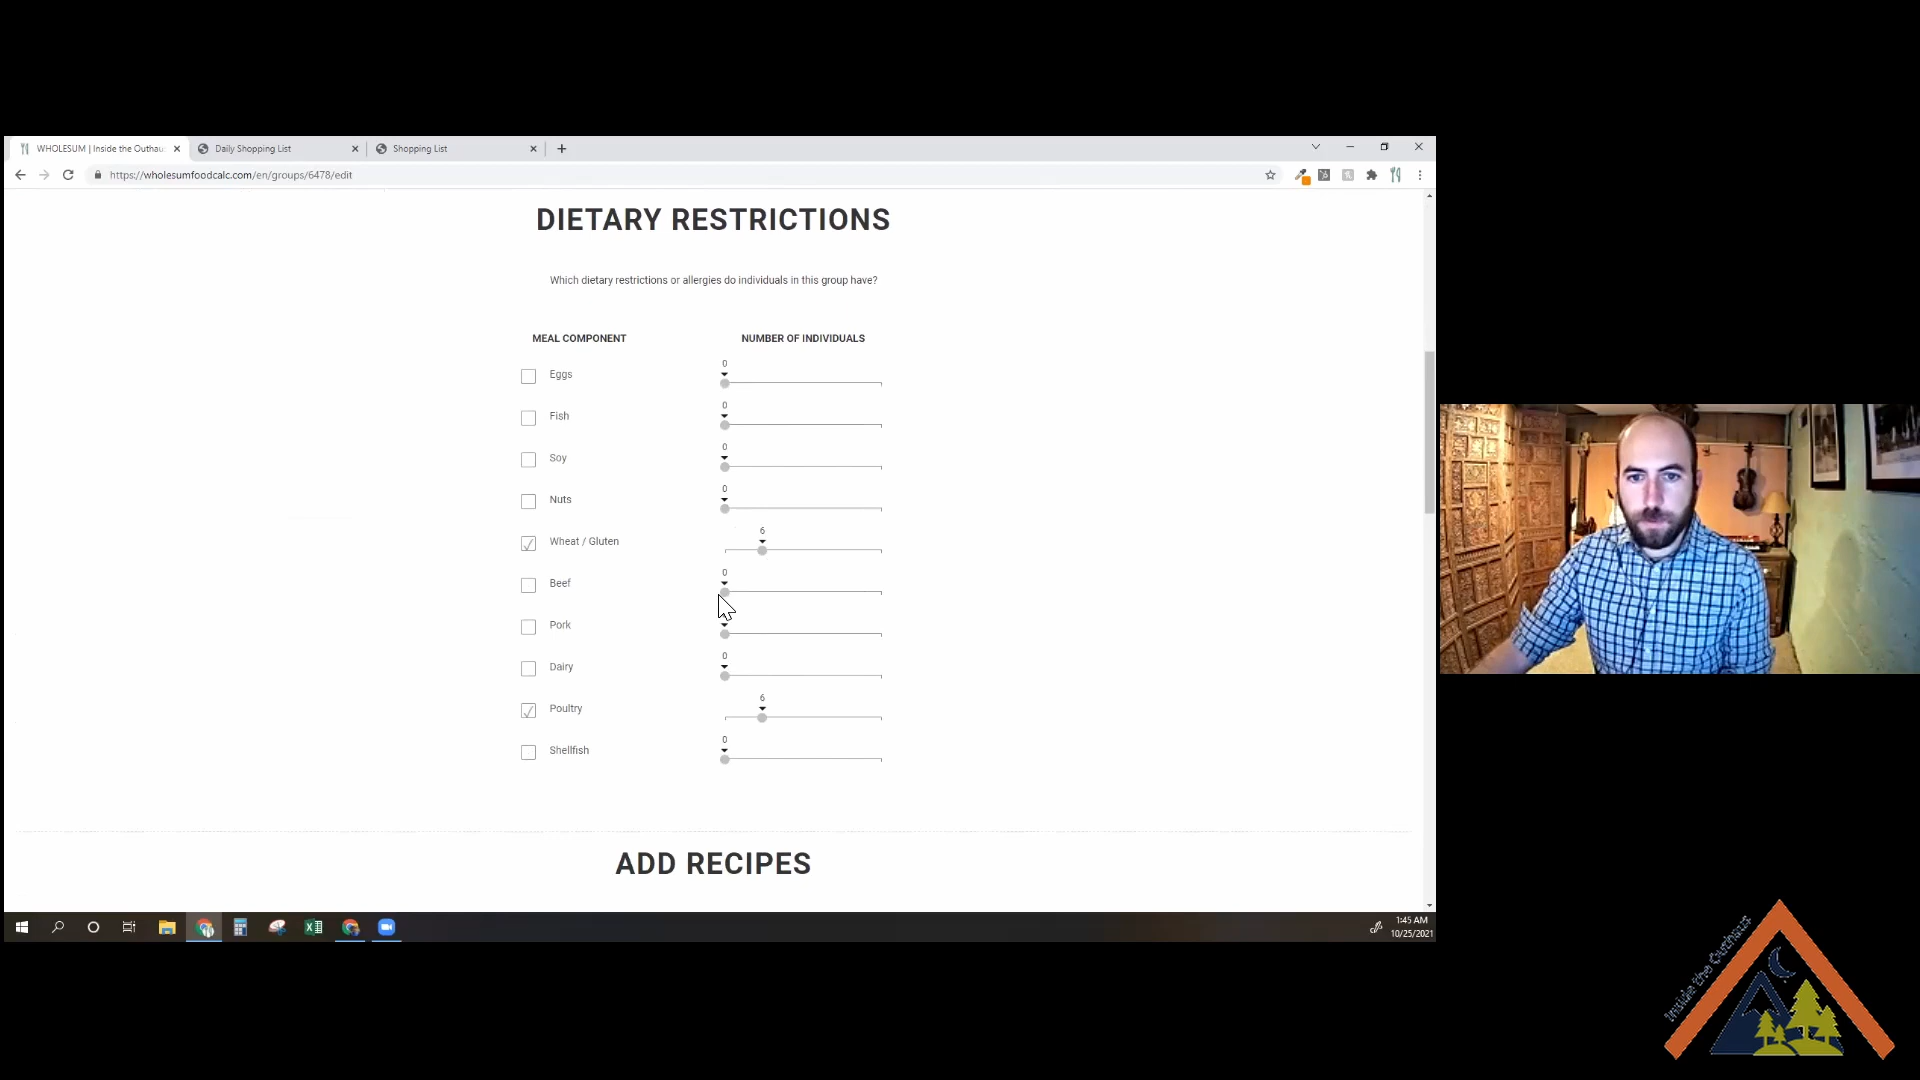 WHOLESUM | Inside the Outhau
Daily Shopping List
Shopping List
https://wholesumfoodcalc.com/en/groups/6478/edit
DIETARY RESTRICTIONS
Which dietary restrictions or allergies do individuals in this group have?
MEAL COMPONENT NUMBER OF INDIVIDUALS
0
Eggs
0
Fish
0
Soy
0
Nuts
6
Wheat / Gluten
0
Beef
Pork
0
Dairy
6
Poultry
0
Shellfish
ADD RECIPES
1:45 AM
10/25/2021
Inside the Outhaus